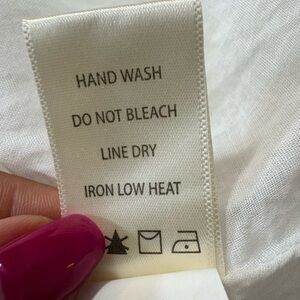 HAND WASH
DO NOT BLEACH
LINE DRY
IRON LOW HEAT